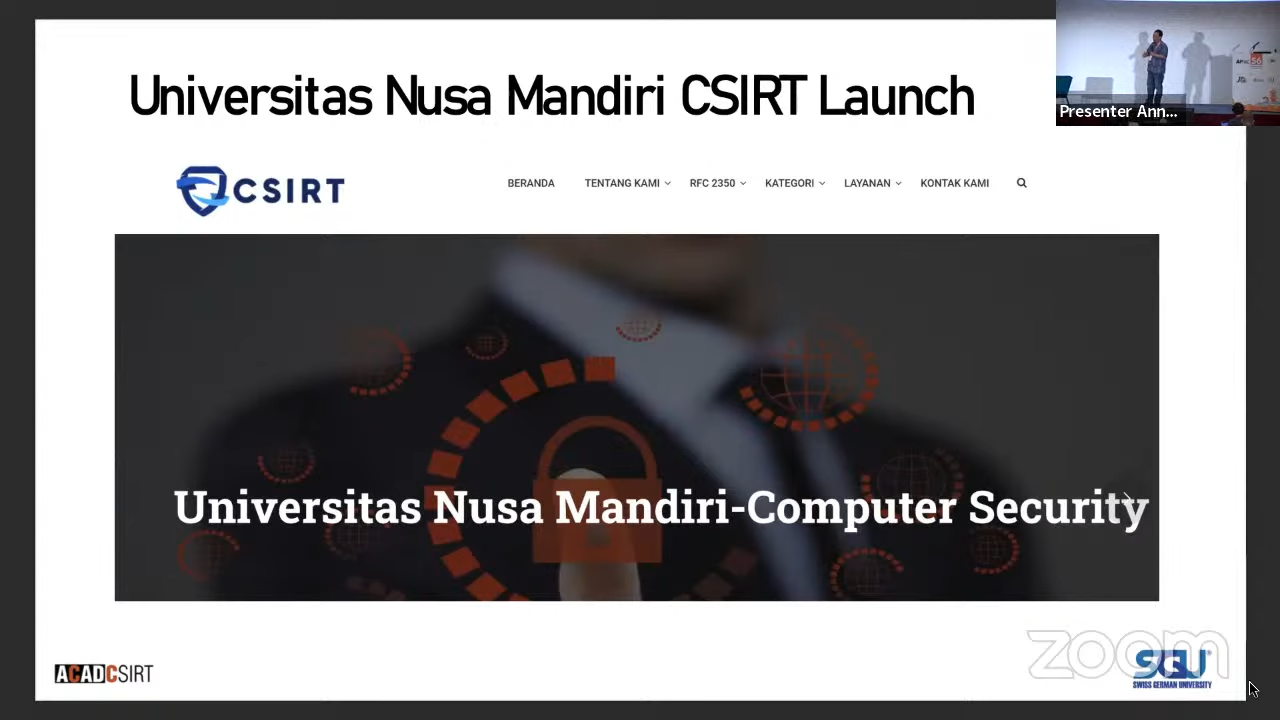 Universitas Nusa Mandiri CSIRT Launch
Presenter Ann...
CSIRT
BERANDA TENTANG KAMI RFC 2350 KATEGORI LAYANAN KONTAK KAMI
Universitas Nusa Mandiri-Computer Security
ACADCSIRT
zoom
SGU
SWISS GERMAN UNIVERSITY